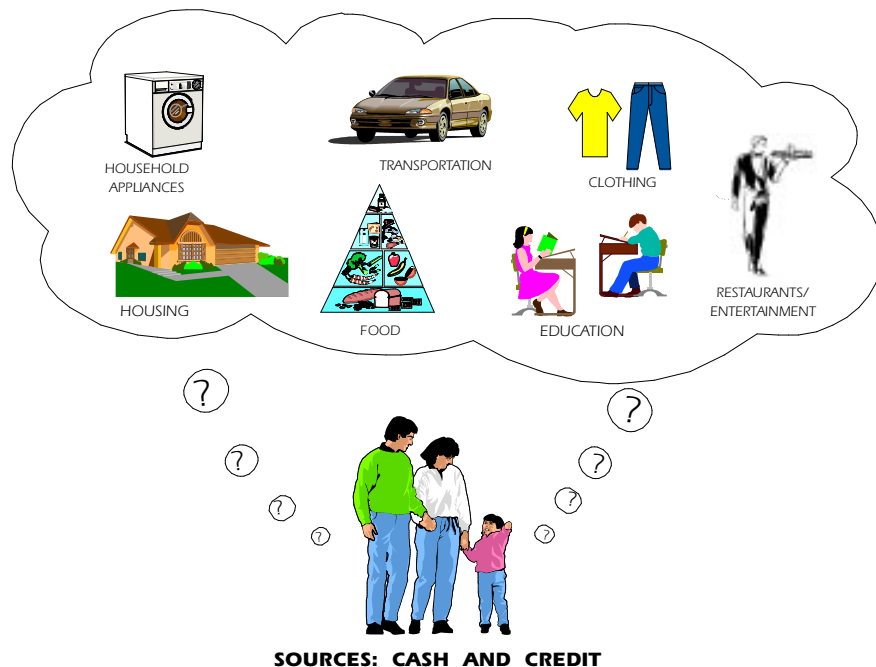 HOUSEHOLD
APPLIANCES
TRANSPORTATION
CLOTHING
HOUSING
FOOD
EDUCATION
RESTAURANTS/
ENTERTAINMENT
?
?
?
?
?
?
?
?
SOURCES: CASH AND CREDIT